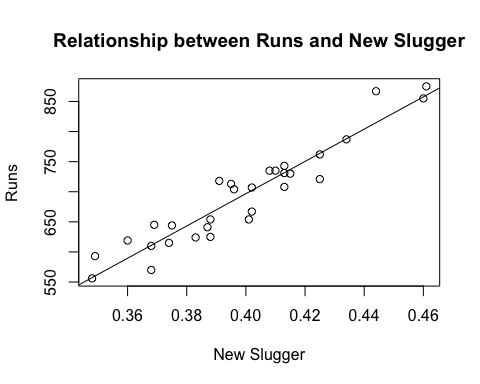 Relationship between Runs and New Slugger
Runs
850
750
650
550
0.36 0.38 0.40 0.42 0.44 0.46
New Slugger